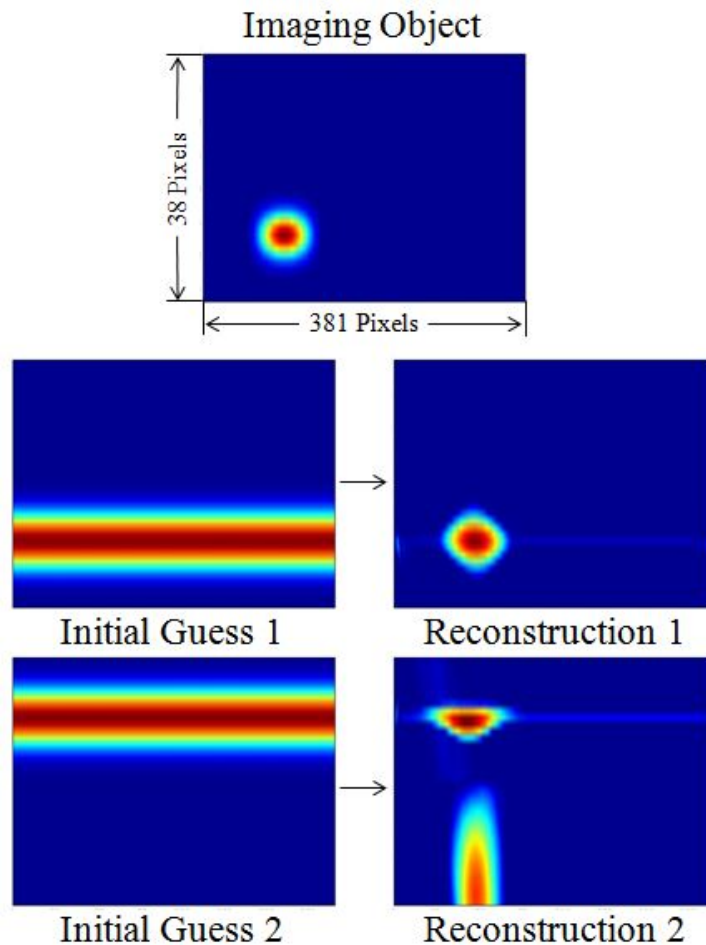 Imaging Object
38 Pixels
381 Pixels
Initial Guess 1
Reconstruction 1
Initial Guess 2
Reconstruction 2